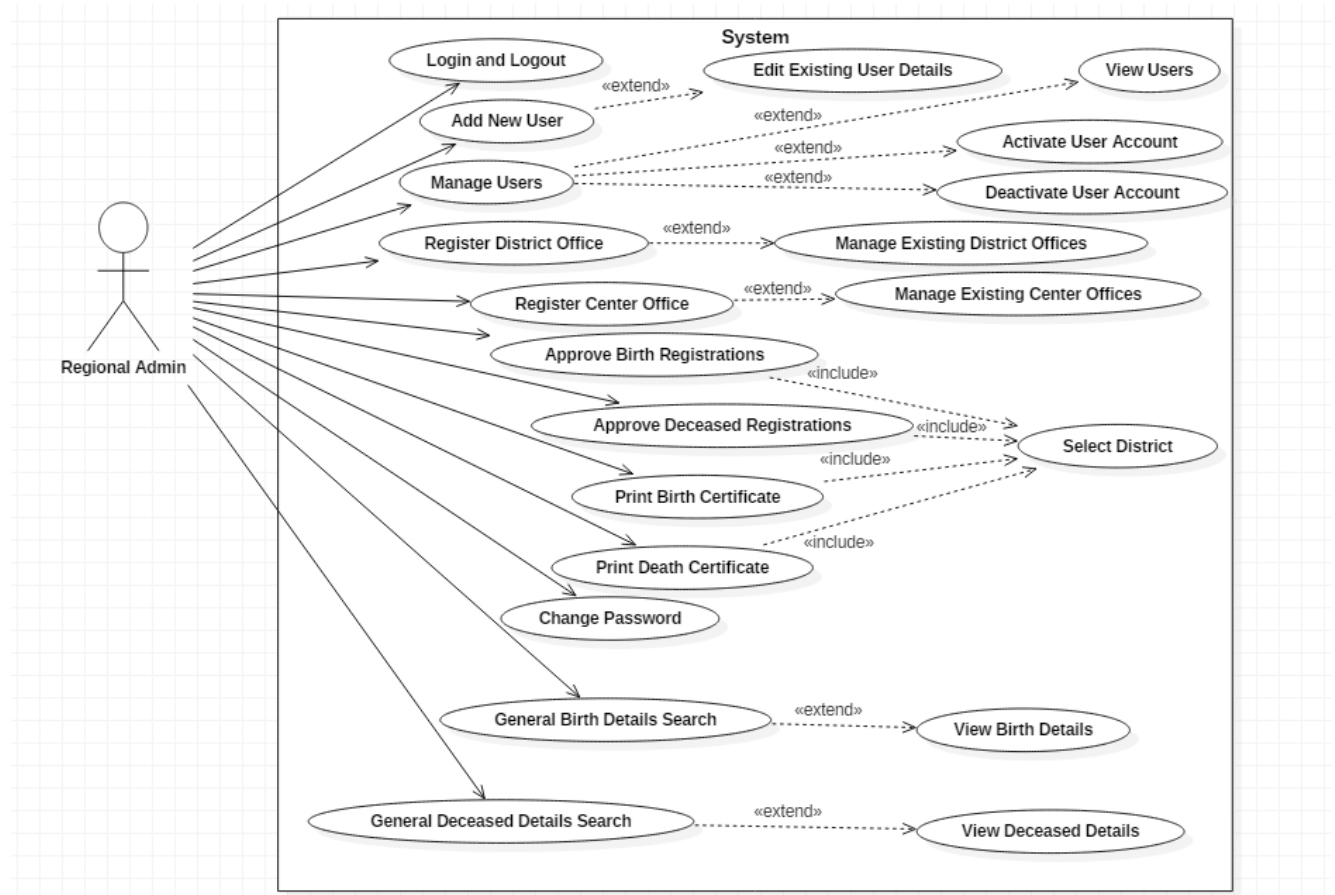 System
Login and Logout
Edit Existing User Details
View Users
«extend»
Add New User
«extend»
Activate User Account
«extend»
Manage Users
«extend»
Deactivate User Account
Register District Office
«extend»
Manage Existing District Offices
Register Center Office
«extend»
Manage Existing Center Offices
Regional Admin
Approve Birth Registrations
«include»
Approve Deceased Registrations
«include»
Select District
«include»
Print Birth Certificate
«include»
Print Death Certificate
Change Password
General Birth Details Search
«extend»
View Birth Details
General Deceased Details Search
«extend»
View Deceased Details